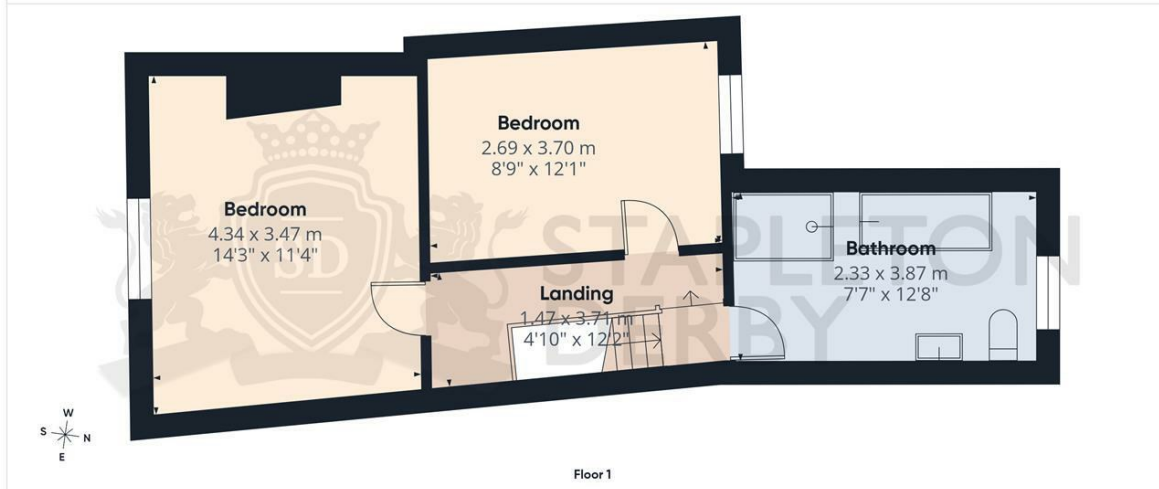 Bedroom
2.69 x 3.70 m
8'9" x 12'1"
Bedroom
4.34 x 3.47 m
14'3" x 11'4"
SD
STAPLETON
DERBY
Bathroom
2.33 x 3.87 m
7'7" x 12'8"
Landing
1.47 x 3.71 m
4'10" x 12'2"
W
S
N
E
Floor 1